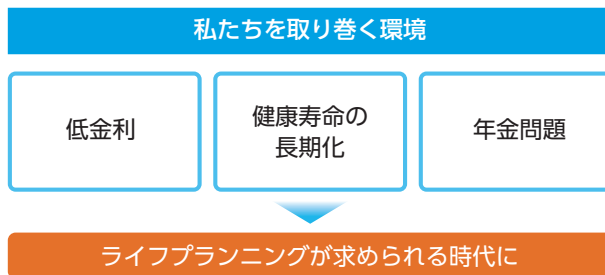 私たちを取り巻く環境
低金利
健康寿命の
長期化
年金問題
ライフプランニングが求められる時代に